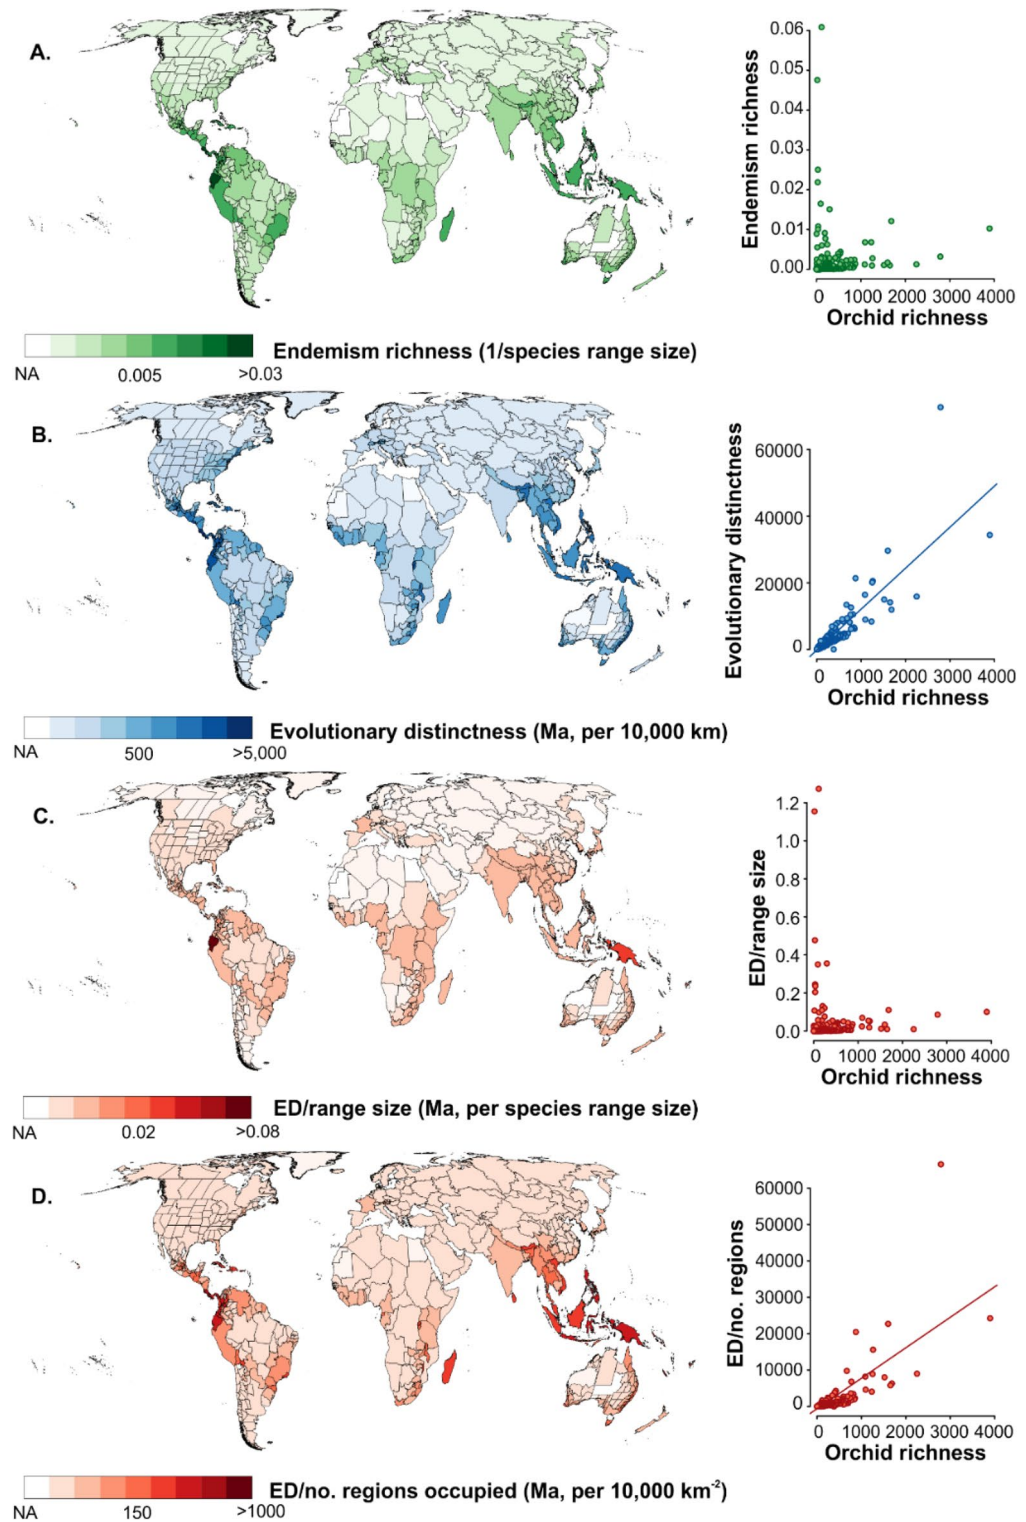 A.
Endemism richness
0.06
0.05
0.04
0.03
0.02
0.01
0.00
0 1000 2000 3000 4000
Orchid richness
Endemism richness (1/species range size)
NA 0.005 >0.03
B.
Evolutionary distinctness
60000
40000
20000
0
0 1000 2000 3000 4000
Orchid richness
Evolutionary distinctness (Ma, per 10,000 km)
NA 500 >5,000
C.
ED/range size
1.2
1.0
0.8
0.6
0.4
0.2
0.0
0 1000 2000 3000 4000
Orchid richness
ED/range size (Ma, per species range size)
NA 0.02 >0.08
D.
ED/no. regions
60000
50000
40000
30000
20000
10000
0
0 1000 2000 3000 4000
Orchid richness
ED/no. regions occupied (Ma, per 10,000 km⁻²)
NA 150 >1000